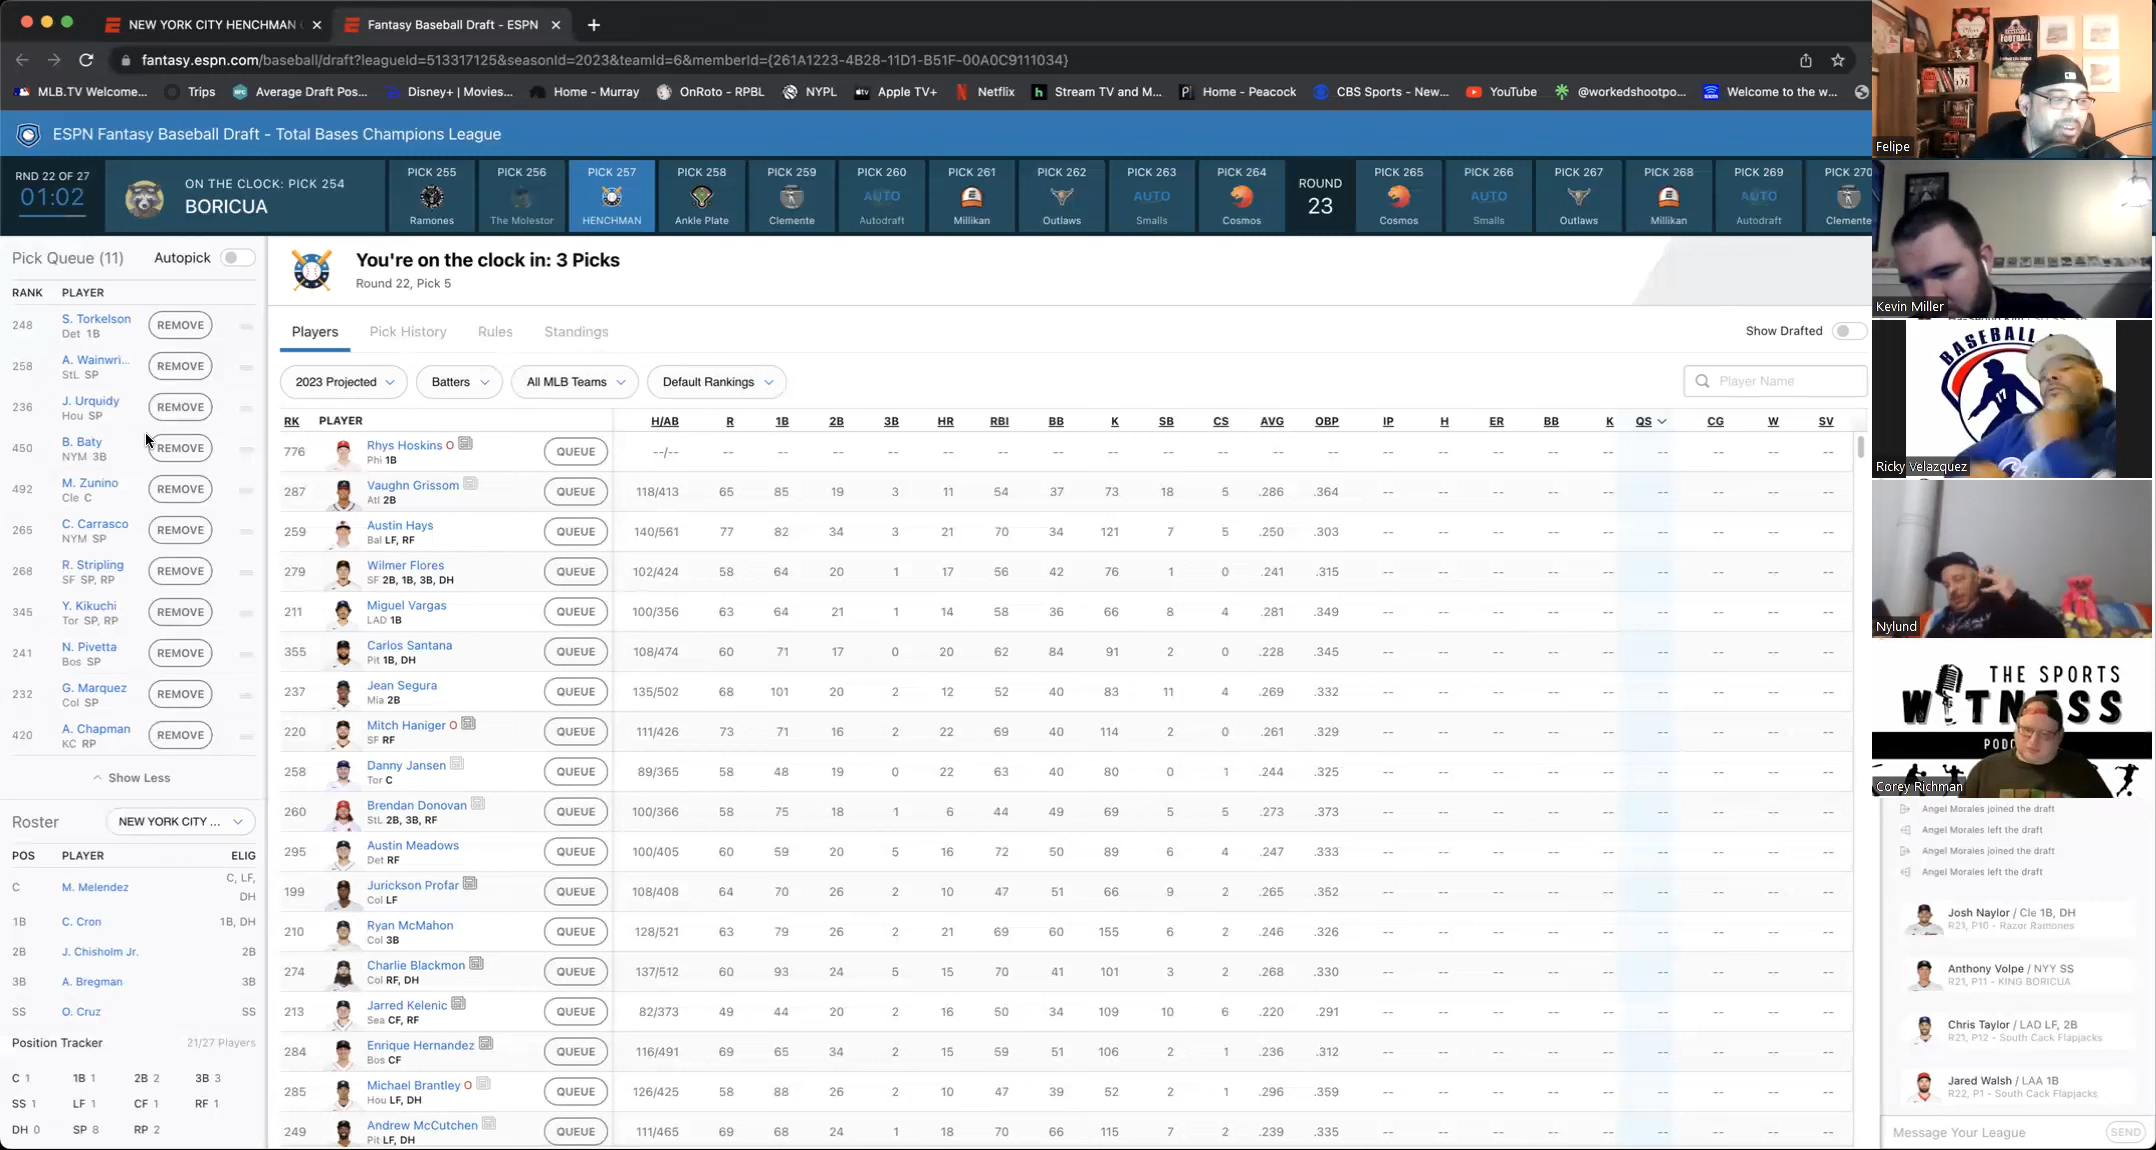 NEW YORK CITY HENCHMAN
Fantasy Baseball Draft - ESPN
fantasy.espn.com/baseball/draft?leagueId=513317125&seasonId=2023&teamId=6&memberId={261A1223-4B28-11D1-B51F-00A0C9111034}
MLB.TV Welcome... Trips Average Draft Pos... Disney+ | Movies... Home - Murray OnRoto - RPBL NYPL Apple TV+ Netflix Stream TV and M... Home - Peacock CBS Sports - New... YouTube @workedshootpo... Welcome to the w...
ESPN Fantasy Baseball Draft - Total Bases Champions League
RND 22 OF 27
01:02
ON THE CLOCK: PICK 254
BORICUA
PICK 255 Ramones
PICK 256 The Molestor
PICK 257 HENCHMAN
PICK 258 Ankle Plate
PICK 259 Clemente
PICK 260 AUTO Autodraft
PICK 261 Millikan
PICK 262 Outlaws
PICK 263 AUTO Smalls
PICK 264 Cosmos
ROUND 23
PICK 265 Cosmos
PICK 266 AUTO Smalls
PICK 267 Outlaws
PICK 268 Millikan
PICK 269 AUTO Autodraft
PICK 270 Clemente
Pick Queue (11) Autopick
RANK PLAYER
248 S. Torkelson Det 1B REMOVE
258 A. Wainwri... StL SP REMOVE
236 J. Urquidy Hou SP REMOVE
450 B. Baty NYM 3B REMOVE
492 M. Zunino Cle C REMOVE
265 C. Carrasco NYM SP REMOVE
268 R. Stripling SF SP, RP REMOVE
345 Y. Kikuchi Tor SP, RP REMOVE
241 N. Pivetta Bos SP REMOVE
232 G. Marquez Col SP REMOVE
420 A. Chapman KC RP REMOVE
Show Less
Roster NEW YORK CITY ...
POS PLAYER ELIG
C M. Melendez C, LF, DH
1B C. Cron 1B, DH
2B J. Chisholm Jr. 2B
3B A. Bregman 3B
SS O. Cruz SS
Position Tracker 21/27 Players
C 1 1B 1 2B 2 3B 3
SS 1 LF 1 CF 1 RF 1
DH 0 SP 8 RP 2
You're on the clock in: 3 Picks
Round 22, Pick 5
Players Pick History Rules Standings
Show Drafted
2023 Projected Batters All MLB Teams Default Rankings
Player Name
RK PLAYER H/AB R 1B 2B 3B HR RBI BB K SB CS AVG OBP IP H ER BB K QS CG W SV
776 Rhys Hoskins O Phi 1B QUEUE --/-- -- -- -- -- -- -- -- -- -- -- -- -- -- -- -- -- -- -- -- -- --
287 Vaughn Grissom Atl 2B QUEUE 118/413 65 85 19 3 11 54 37 73 18 5 .286 .364 -- -- -- -- -- -- -- -- --
259 Austin Hays Bal LF, RF QUEUE 140/561 77 82 34 3 21 70 34 121 7 5 .250 .303 -- -- -- -- -- -- -- -- --
279 Wilmer Flores SF 2B, 1B, 3B, DH QUEUE 102/424 58 64 20 1 17 56 42 76 1 0 .241 .315 -- -- -- -- -- -- -- -- --
211 Miguel Vargas LAD 1B QUEUE 100/356 63 64 21 1 14 58 36 66 8 4 .281 .349 -- -- -- -- -- -- -- -- --
355 Carlos Santana Pit 1B, DH QUEUE 108/474 60 71 17 0 20 62 84 91 2 0 .228 .345 -- -- -- -- -- -- -- -- --
237 Jean Segura Mia 2B QUEUE 135/502 68 101 20 2 12 52 40 83 11 4 .269 .332 -- -- -- -- -- -- -- -- --
220 Mitch Haniger O SF RF QUEUE 111/426 73 71 16 2 22 69 40 114 2 0 .261 .329 -- -- -- -- -- -- -- -- --
258 Danny Jansen Tor C QUEUE 89/365 58 48 19 0 22 63 40 80 0 1 .244 .325 -- -- -- -- -- -- -- -- --
260 Brendan Donovan StL 2B, 3B, RF QUEUE 100/366 58 75 18 1 6 44 49 69 5 5 .273 .373 -- -- -- -- -- -- -- -- --
295 Austin Meadows Det RF QUEUE 100/405 60 59 20 5 16 72 50 89 6 4 .247 .333 -- -- -- -- -- -- -- -- --
199 Jurickson Profar Col LF QUEUE 108/408 64 70 26 2 10 47 51 66 9 2 .265 .352 -- -- -- -- -- -- -- -- --
210 Ryan McMahon Col 3B QUEUE 128/521 63 79 26 2 21 69 60 155 6 2 .246 .326 -- -- -- -- -- -- -- -- --
274 Charlie Blackmon Col RF, DH QUEUE 137/512 60 93 24 5 15 70 41 101 3 2 .268 .330 -- -- -- -- -- -- -- -- --
213 Jarred Kelenic Sea CF, RF QUEUE 82/373 49 44 20 2 16 50 34 109 10 6 .220 .291 -- -- -- -- -- -- -- -- --
284 Enrique Hernandez Bos CF QUEUE 116/491 69 65 34 2 15 59 51 106 2 1 .236 .312 -- -- -- -- -- -- -- -- --
285 Michael Brantley O Hou LF, DH QUEUE 126/425 58 88 26 2 10 47 39 52 2 1 .296 .359 -- -- -- -- -- -- -- -- --
249 Andrew McCutchen Pit LF, DH QUEUE 111/465 69 68 24 1 18 70 66 115 7 2 .239 .335 -- -- -- -- -- -- -- -- --
Felipe
Kevin Miller
BASEBALL
17
Ricky Velazquez
Nylund
THE SPORTS
WITNESS
Corey Richman
Angel Morales joined the draft
Angel Morales left the draft
Angel Morales joined the draft
Angel Morales left the draft
Josh Naylor / Cle 1B, DH
R21, P10 - Razor Ramones
Anthony Volpe / NYY SS
R21, P11 - KING BORICUA
Chris Taylor / LAD LF, 2B
R21, P12 - South Cack Flapjacks
Jared Walsh / LAA 1B
R22, P1 - South Cack Flapjacks
Message Your League SEND